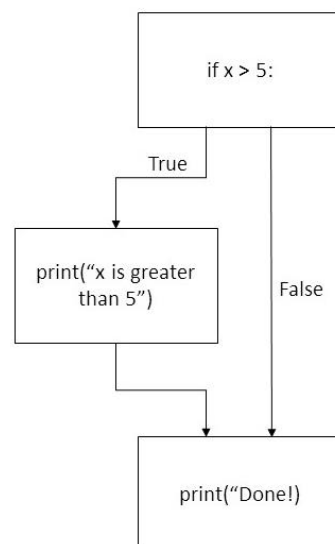 if x > 5:
True
print(“x is greater
than 5”)
False
print(“Done!)